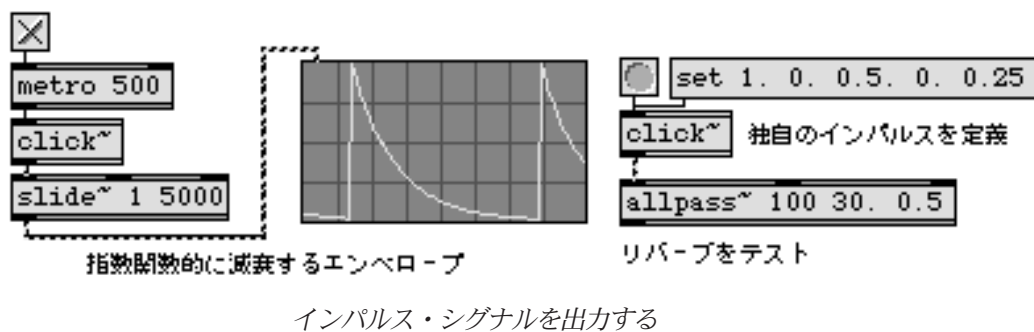 metro 500
click~
slide~ 1 5000
指数関数的に減衰するエンベロープ
set 1. 0. 0.5. 0. 0.25
click~ 独自のインパルスを定義
allpass~ 100 30. 0.5
リバーブをテスト
インパルス・シグナルを出力する